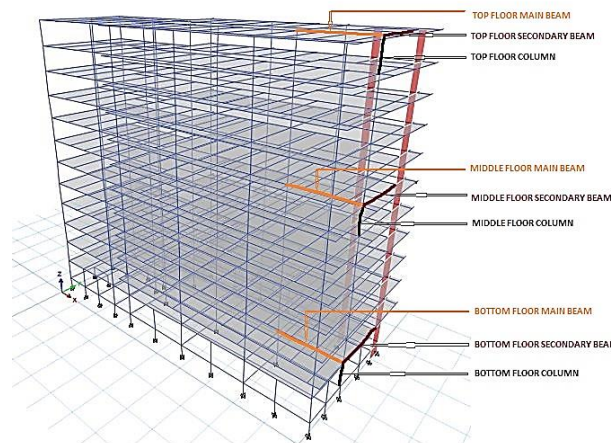 TOP FLOOR MAIN BEAM
TOP FLOOR SECONDARY BEAM
TOP FLOOR COLUMN
MIDDLE FLOOR MAIN BEAM
MIDDLE FLOOR SECONDARY BEAM
MIDDLE FLOOR COLUMN
BOTTOM FLOOR MAIN BEAM
BOTTOM FLOOR SECONDARY BEAM
BOTTOM FLOOR COLUMN
Z
X